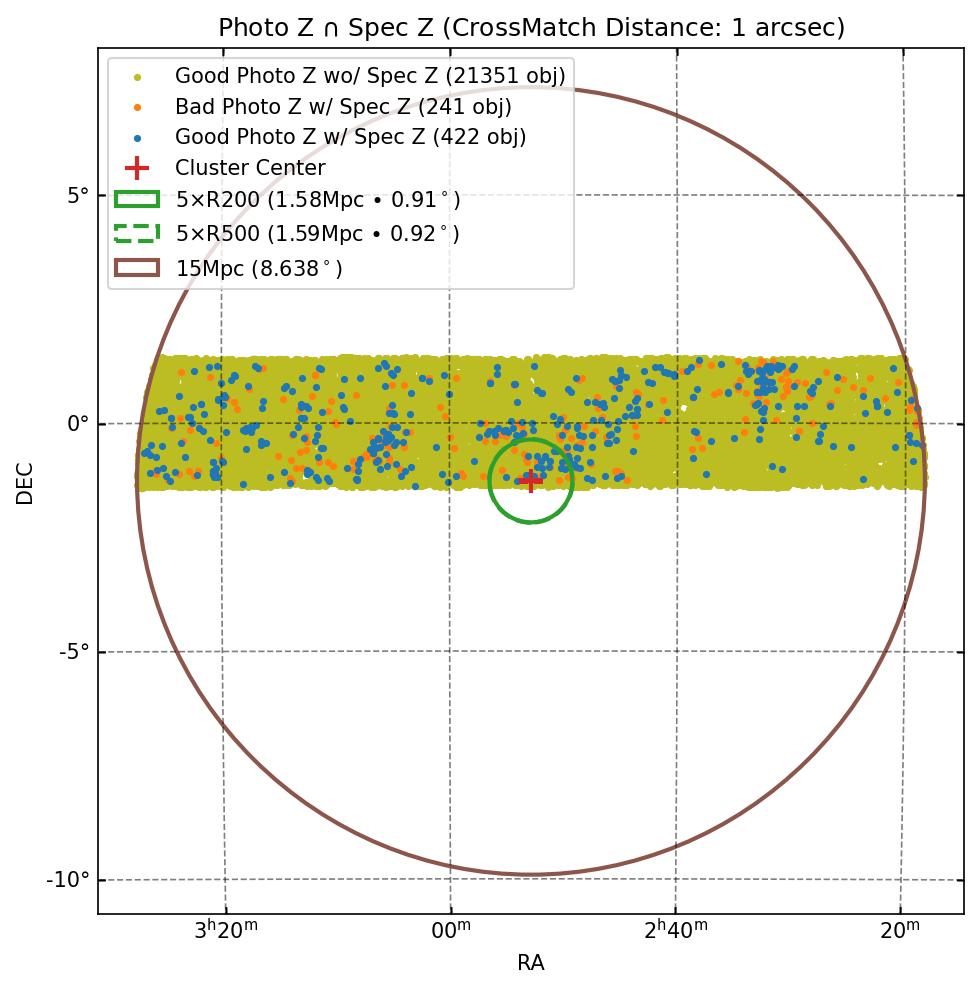 Photo Z ∩ Spec Z (CrossMatch Distance: 1 arcsec)
Good Photo Z wo/ Spec Z (21351 obj)
Bad Photo Z w/ Spec Z (241 obj)
Good Photo Z w/ Spec Z (422 obj)
Cluster Center
5×R200 (1.58Mpc • 0.91°)
5×R500 (1.59Mpc • 0.92°)
15Mpc (8.638°)
5°
0°
-5°
-10°
DEC
3h20m 00m 2h40m 20m
RA